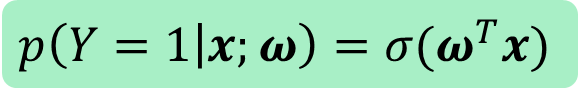 p(Y = 1|x; ω) = σ(ωᵀx)